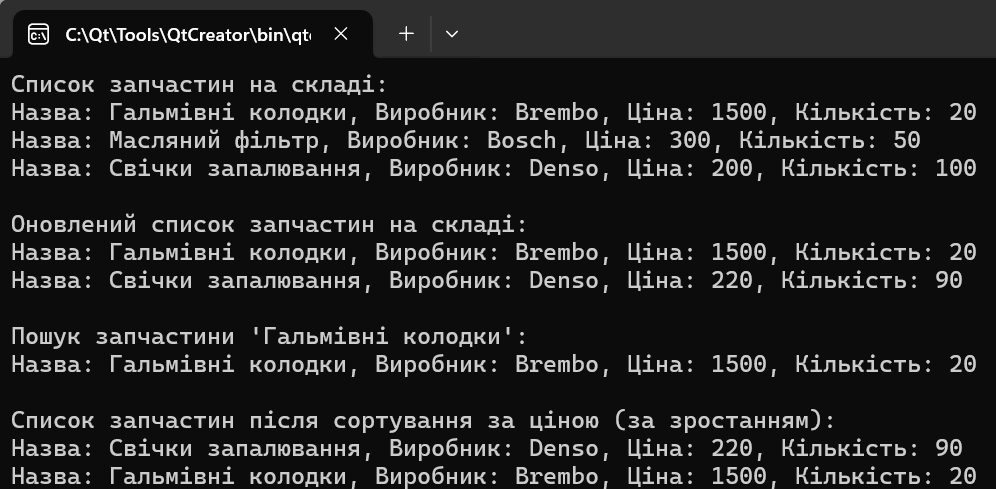 C:\Qt\Tools\QtCreator\bin\qt
Список запчастин на складі:
Назва: Гальмівні колодки, Виробник: Brembo, Ціна: 1500, Кількість: 20
Назва: Масляний фільтр, Виробник: Bosch, Ціна: 300, Кількість: 50
Назва: Свічки запалювання, Виробник: Denso, Ціна: 200, Кількість: 100
Оновлений список запчастин на складі:
Назва: Гальмівні колодки, Виробник: Brembo, Ціна: 1500, Кількість: 20
Назва: Свічки запалювання, Виробник: Denso, Ціна: 220, Кількість: 90
Пошук запчастини 'Гальмівні колодки':
Назва: Гальмівні колодки, Виробник: Brembo, Ціна: 1500, Кількість: 20
Список запчастин після сортування за ціною (за зростанням):
Назва: Свічки запалювання, Виробник: Denso, Ціна: 220, Кількість: 90
Назва: Гальмівні колодки, Виробник: Brembo, Ціна: 1500, Кількість: 20